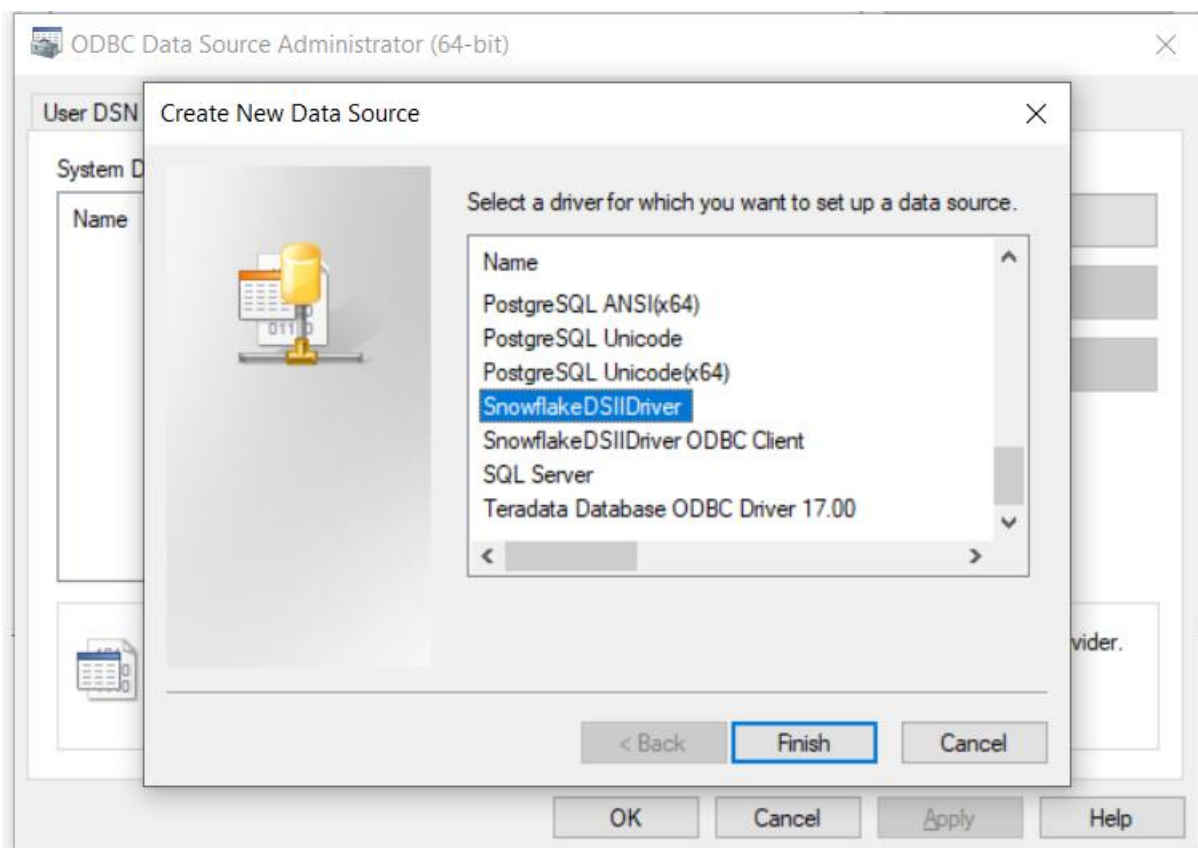 ODBC Data Source Administrator (64-bit)
User DSN
Create New Data Source
System D
Name
Select a driver for which you want to set up a data source.
Name
PostgreSQL ANSI(x64)
PostgreSQL Unicode
PostgreSQL Unicode(x64)
SnowflakeDSIIDriver
SnowflakeDSIIDriver ODBC Client
SQL Server
Teradata Database ODBC Driver 17.00
vider.
< Back
Finish
Cancel
OK
Cancel
Apply
Help